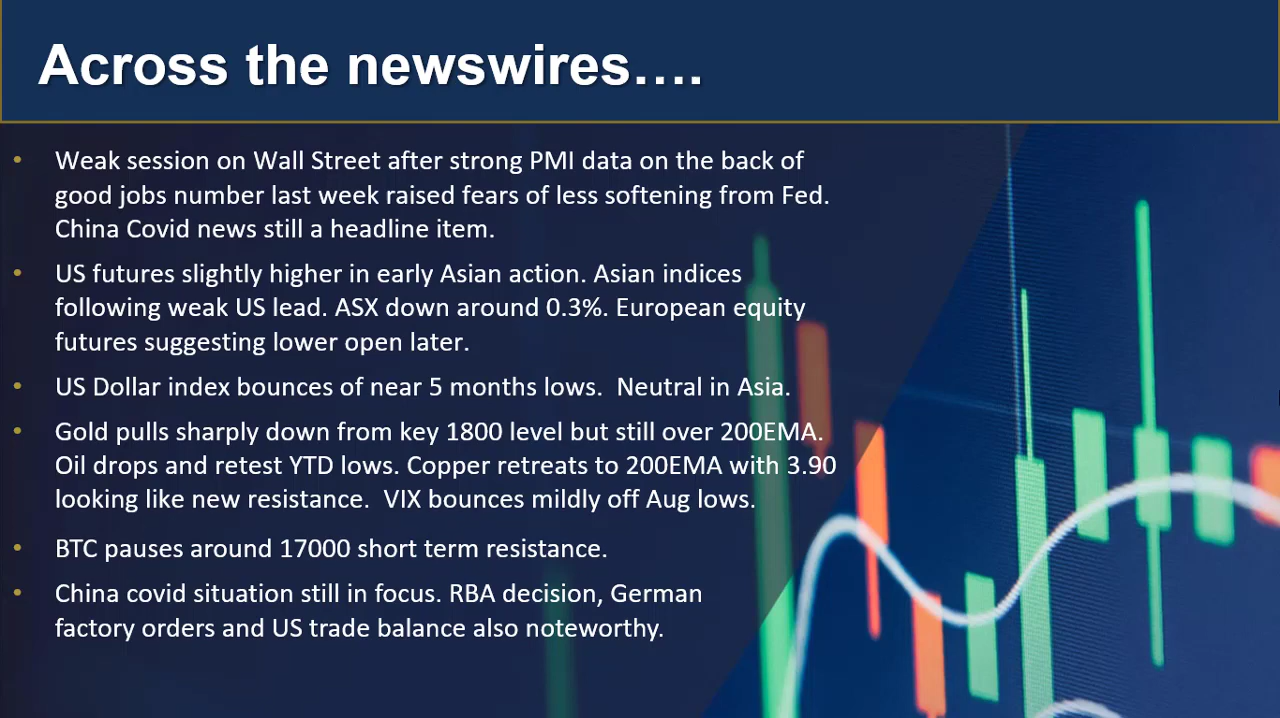 Across the newswires….
• Weak session on Wall Street after strong PMI data on the back of
good jobs number last week raised fears of less softening from Fed.
China Covid news still a headline item.
• US futures slightly higher in early Asian action. Asian indices
following weak US lead. ASX down around 0.3%. European equity
futures suggesting lower open later.
• US Dollar index bounces of near 5 months lows.  Neutral in Asia.
• Gold pulls sharply down from key 1800 level but still over 200EMA.
Oil drops and retest YTD lows. Copper retreats to 200EMA with 3.90
looking like new resistance.  VIX bounces mildly off Aug lows.
• BTC pauses around 17000 short term resistance.
• China covid situation still in focus. RBA decision, German
factory orders and US trade balance also noteworthy.